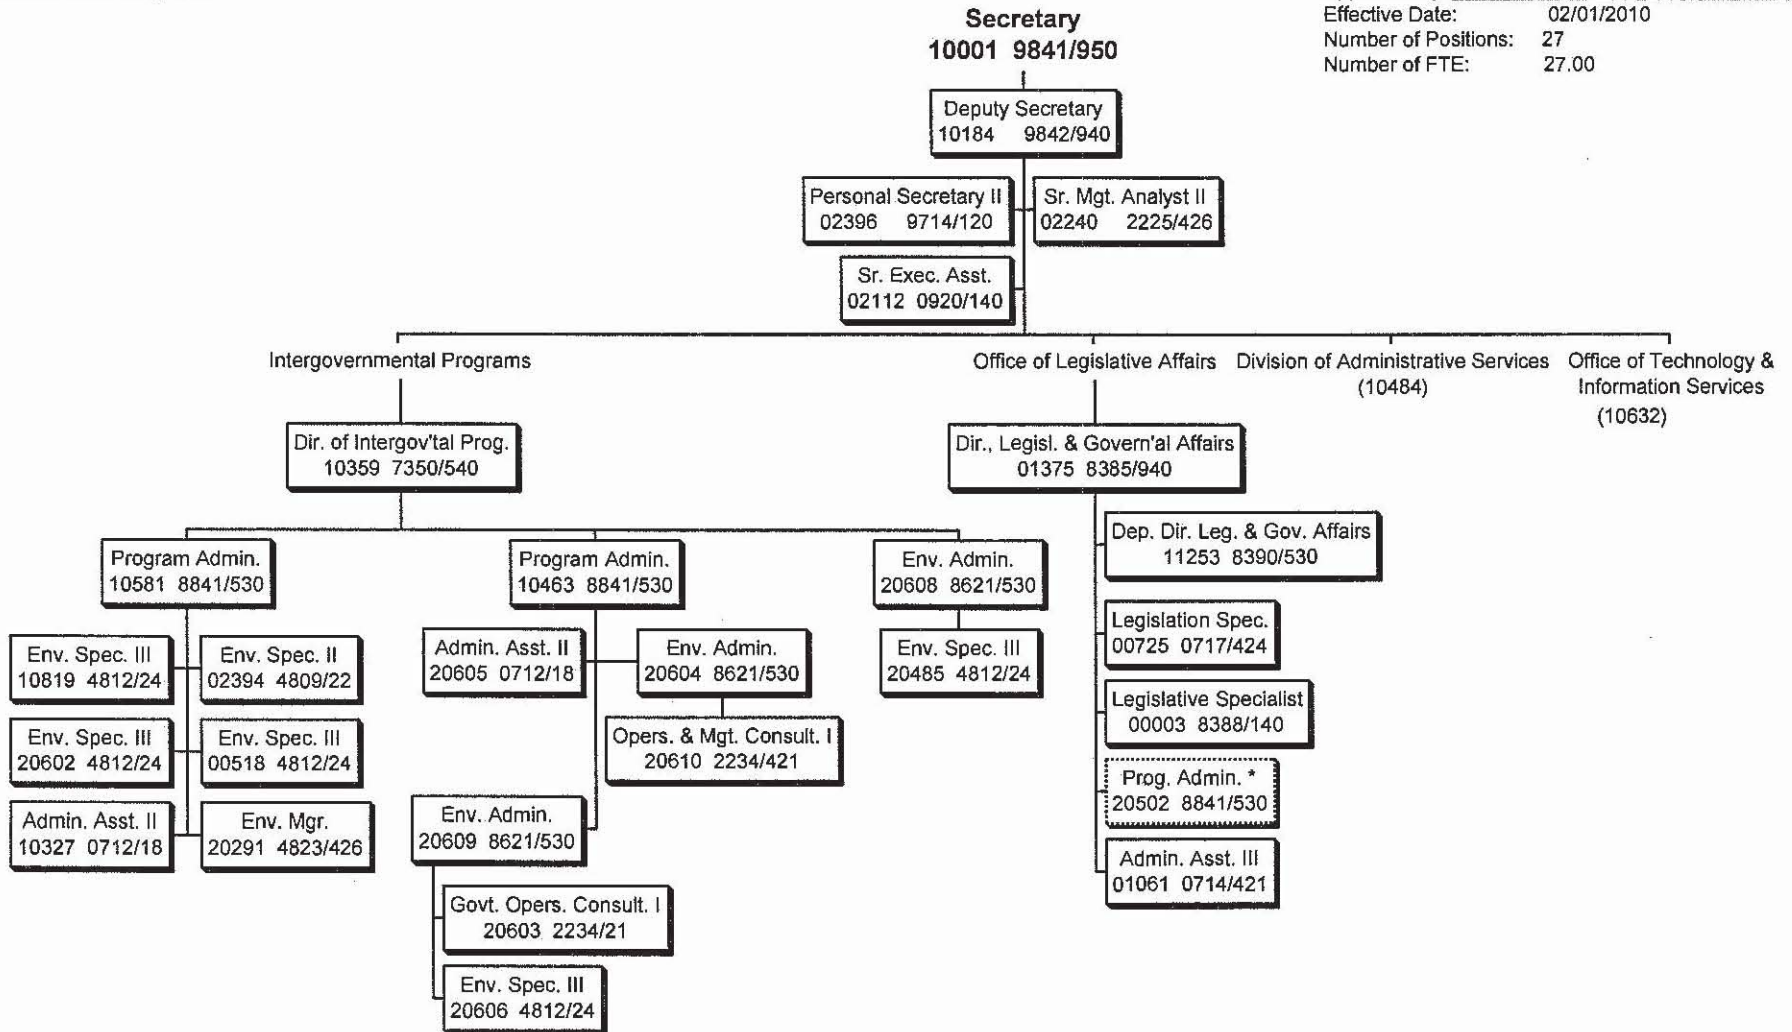 Secretary
10001 9841/950
Effective Date: 02/01/2010
Number of Positions: 27
Number of FTE: 27.00
Deputy Secretary
10184 9842/940
Personal Secretary II
02396 9714/120
Sr. Mgt. Analyst II
02240 2225/426
Sr. Exec. Asst.
02112 0920/140
Intergovernmental Programs
Office of Legislative Affairs
Division of Administrative Services
(10484)
Office of Technology &
Information Services
(10632)
Dir. of Intergov'tal Prog.
10359 7350/540
Dir., Legisl. & Govern'al Affairs
01375 8385/940
Program Admin.
10581 8841/530
Program Admin.
10463 8841/530
Env. Admin.
20608 8621/530
Env. Spec. III
10819 4812/24
Env. Spec. II
02394 4809/22
Env. Spec. III
20602 4812/24
Env. Spec. III
00518 4812/24
Admin. Asst. II
10327 0712/18
Env. Mgr.
20291 4823/426
Admin. Asst. II
20605 0712/18
Env. Admin.
20604 8621/530
Opers. & Mgt. Consult. I
20610 2234/421
Env. Admin.
20609 8621/530
Govt. Opers. Consult. I
20603 2234/21
Env. Spec. III
20606 4812/24
Env. Spec. III
20485 4812/24
Dep. Dir. Leg. & Gov. Affairs
11253 8390/530
Legislation Spec.
00725 0717/424
Legislative Specialist
00003 8388/140
Prog. Admin. *
20502 8841/530
Admin. Asst. III
01061 0714/421